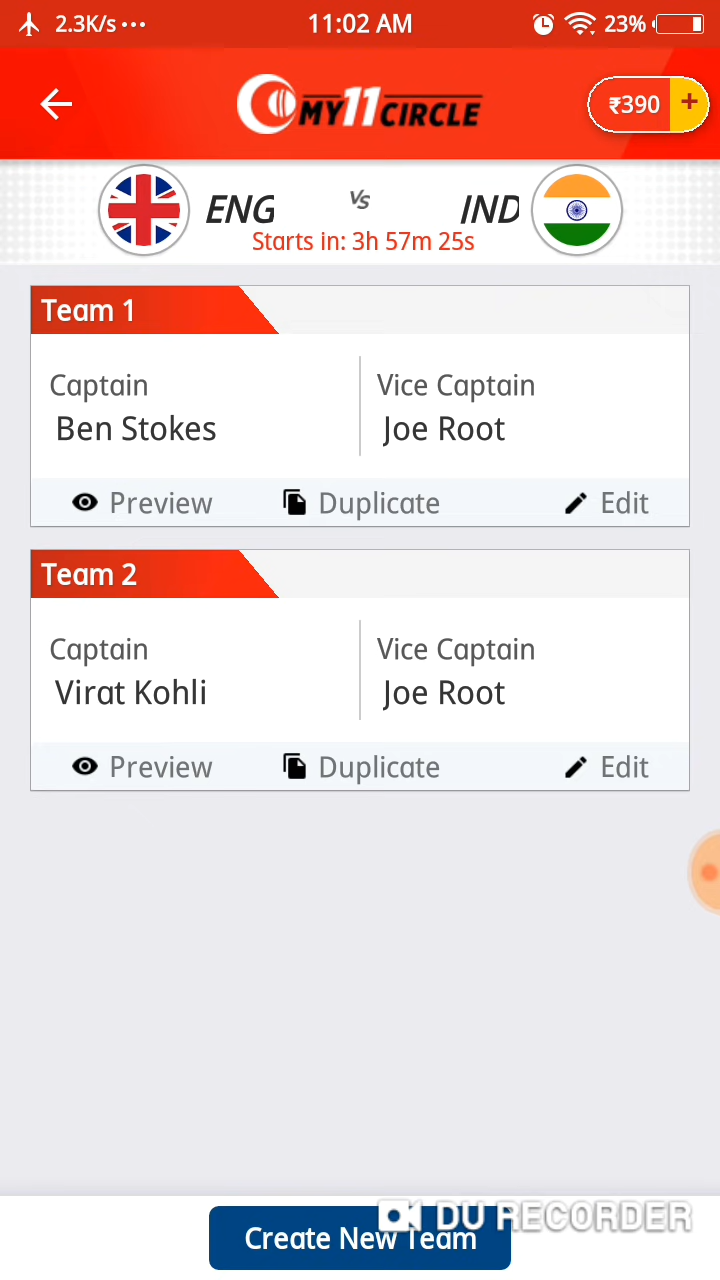 2.3K/s ... 11:02 AM 23%
MY11CIRCLE ₹390 +
ENG VS IND
Starts in: 3h 57m 25s
Team 1
Captain Vice Captain
Ben Stokes Joe Root
Preview Duplicate Edit
Team 2
Captain Vice Captain
Virat Kohli Joe Root
Preview Duplicate Edit
DU RECORDER
Create New Team